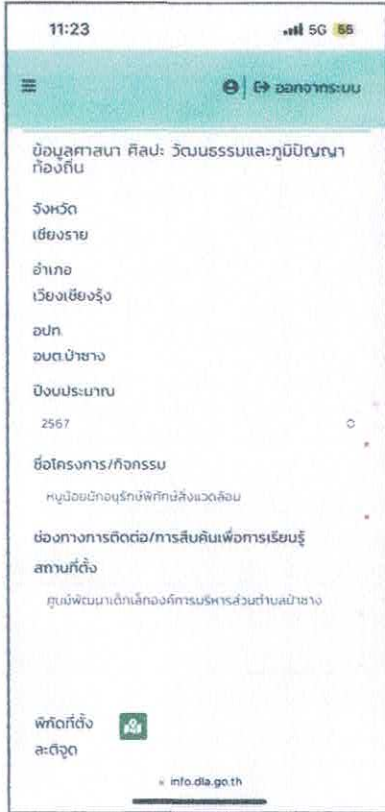 11:23
5G 55
ออกจากระบบ
ข้อมูลศาสนา ศิลปะ วัฒนธรรมและภูมิปัญญา
ท้องถิ่น
จังหวัด
เชียงราย
อำเภอ
เวียงเชียงรุ้ง
อปท.
อบต.ป่าซาง
ปีงบประมาณ
2567
*
ชื่อโครงการ/กิจกรรม
หนูน้อยนักอนุรักษ์พิทักษ์สิ่งแวดล้อม
*
ช่องทางการติดต่อ/การสืบค้นเพื่อการเรียนรู้
สถานที่ตั้ง
ศูนย์พัฒนาเด็กเล็กองค์การบริหารส่วนตำบลป่าซาง
พิกัดที่ตั้ง
ละติจูด
info.dla.go.th